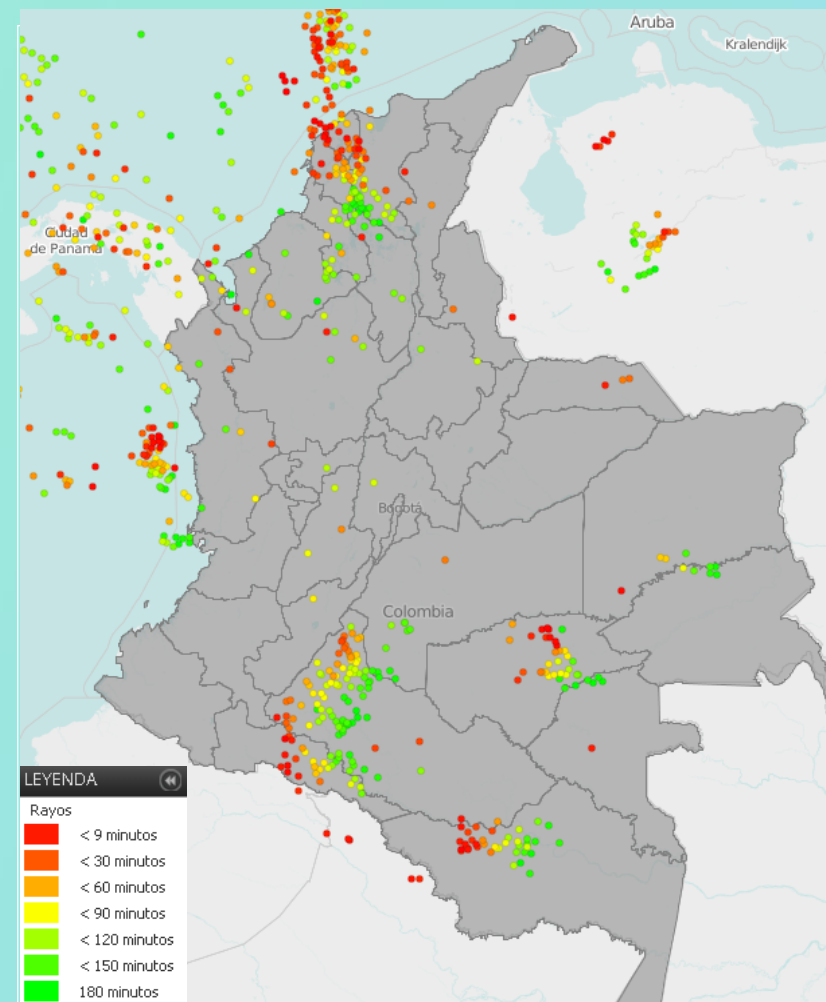 Aruba
Kralendijk
Ciudad
de Panamá
Bogotá
Colombia
LEYENDA
Rayos
< 9 minutos
< 30 minutos
< 60 minutos
< 90 minutos
< 120 minutos
< 150 minutos
180 minutos